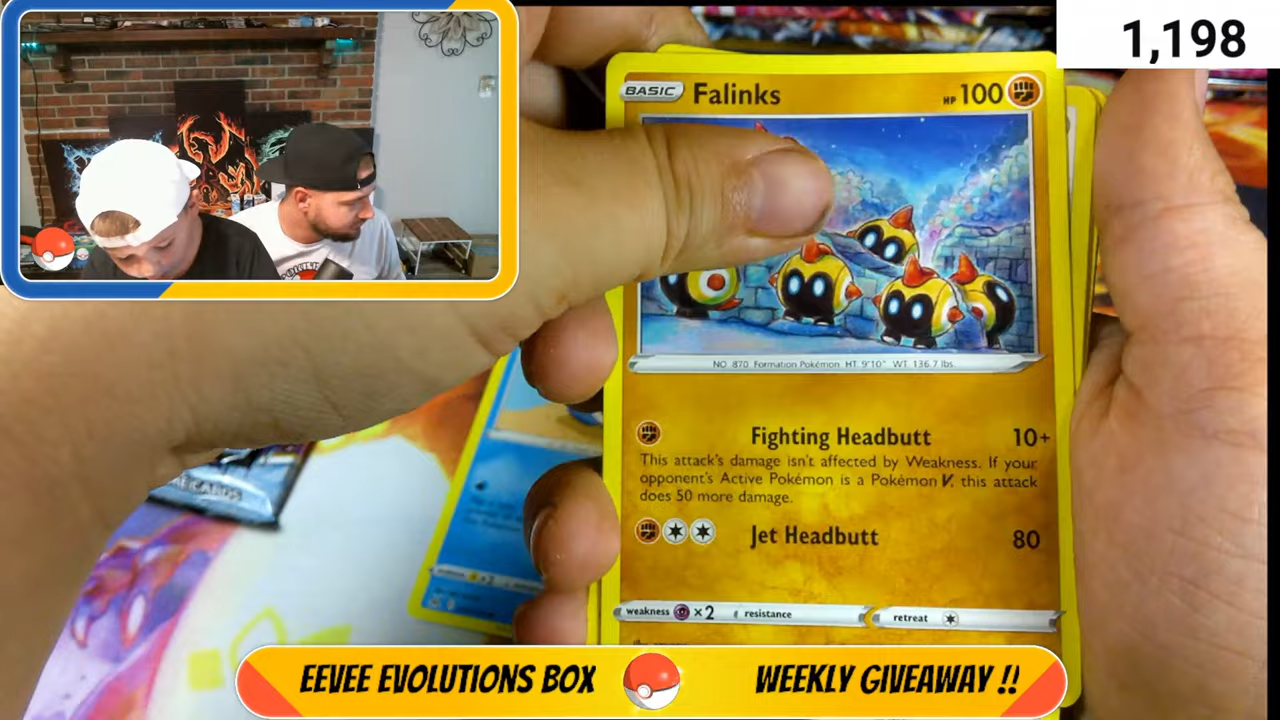 1,198
BASIC Falinks HP 100
NO. 870 Formation Pokémon HT: 9'10" WT: 136.7 lbs.
Fighting Headbutt 10+
This attack's damage isn't affected by Weakness. If your
opponent's Active Pokémon is a Pokémon V, this attack
does 50 more damage.
Jet Headbutt 80
weakness ×2 resistance retreat
CARDS
EEVEE EVOLUTIONS BOX WEEKLY GIVEAWAY !!